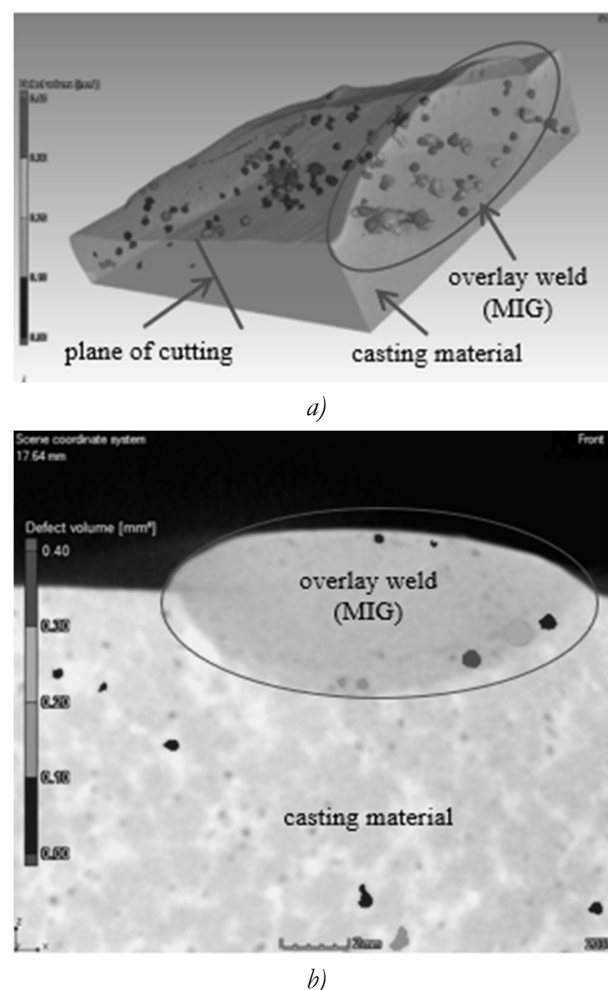 overlay weld
(MIG)
plane of cutting
casting material
a)
Scene coordinate system
Front
17.64 mm
Defect volume [mm³]
0.40
overlay weld
(MIG)
0.30
0.20
0.10
casting material
0.00
z
x
2mm
b)